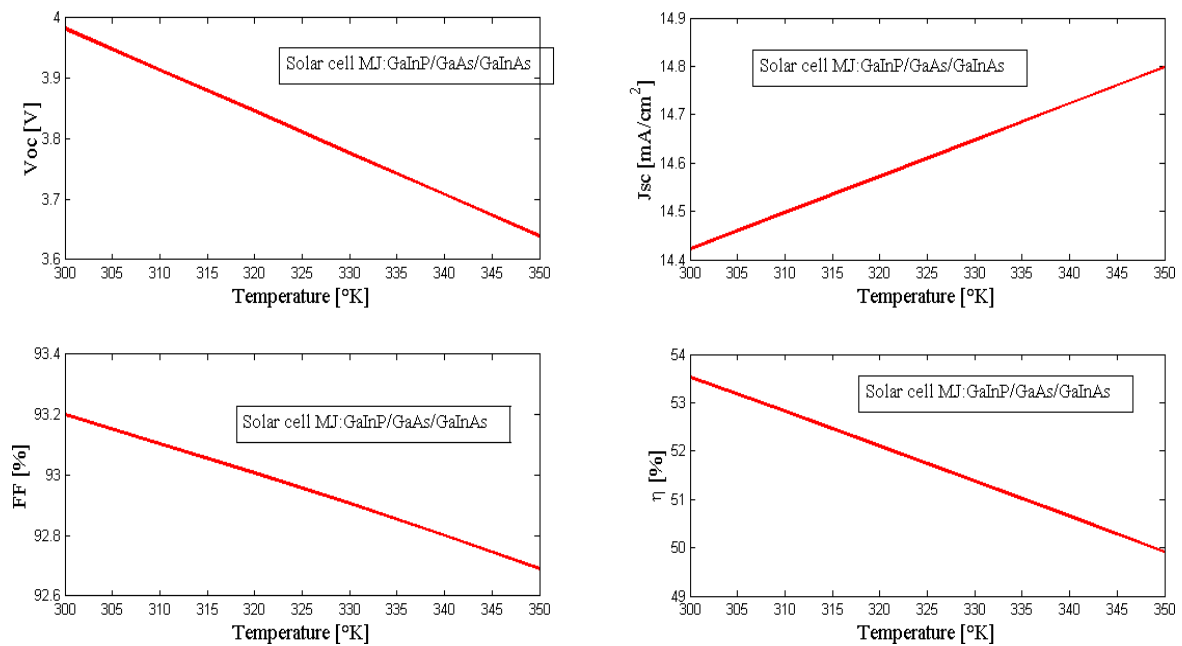 4
3.9
3.8
3.7
3.6
Voc [V]
Solar cell MJ:GaInP/GaAs/GaInAs
300 305 310 315 320 325 330 335 340 345 350
Temperature [°K]
14.9
14.8
14.7
14.6
14.5
14.4
Jsc [mA/cm²]
Solar cell MJ:GaInP/GaAs/GaInAs
300 305 310 315 320 325 330 335 340 345 350
Temperature [°K]
93.4
93.2
93
92.8
92.6
FF [%]
Solar cell MJ:GaInP/GaAs/GaInAs
300 305 310 315 320 325 330 335 340 345 350
Temperature [°K]
54
53
52
51
50
49
η [%]
Solar cell MJ:GaInP/GaAs/GaInAs
300 305 310 315 320 325 330 335 340 345 350
Temperature [°K]